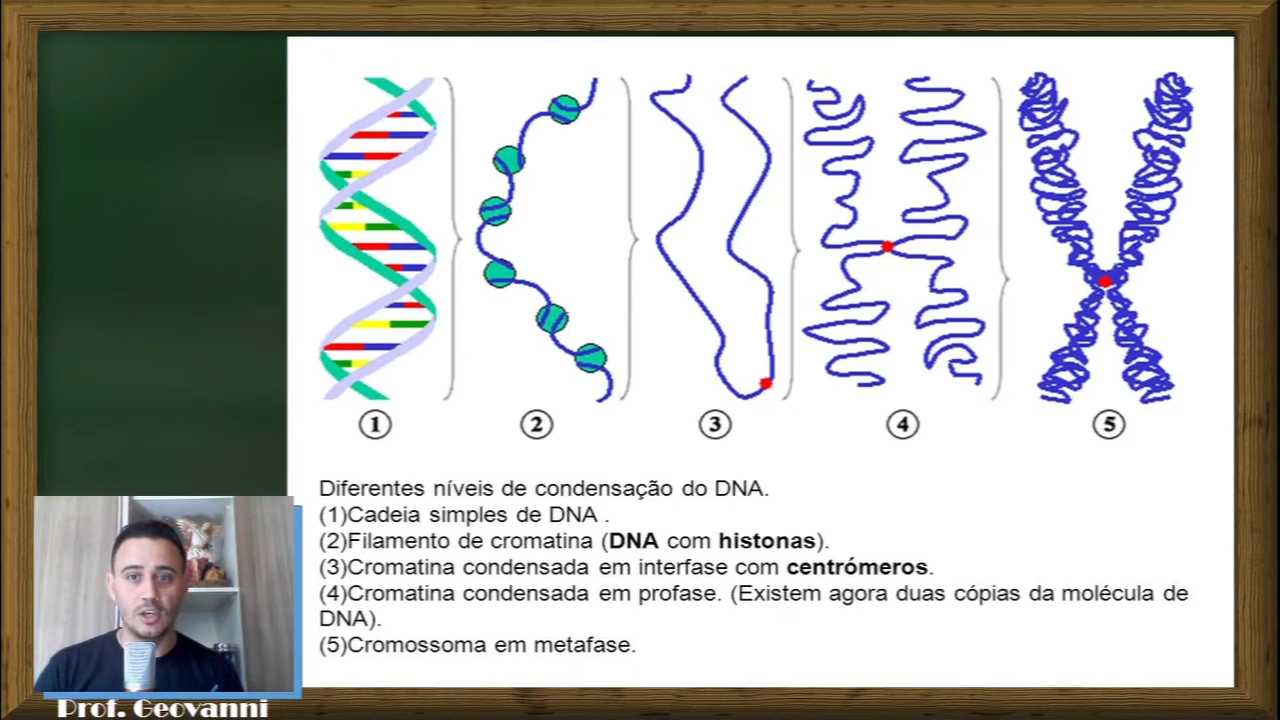 ① ② ③ ④ ⑤
Diferentes níveis de condensação do DNA.
(1)Cadeia simples de DNA .
(2)Filamento de cromatina (DNA com histonas).
(3)Cromatina condensada em interfase com centrómeros.
(4)Cromatina condensada em profase. (Existem agora duas cópias da molécula de
DNA).
(5)Cromossoma em metafase.
Prof. Geovanni